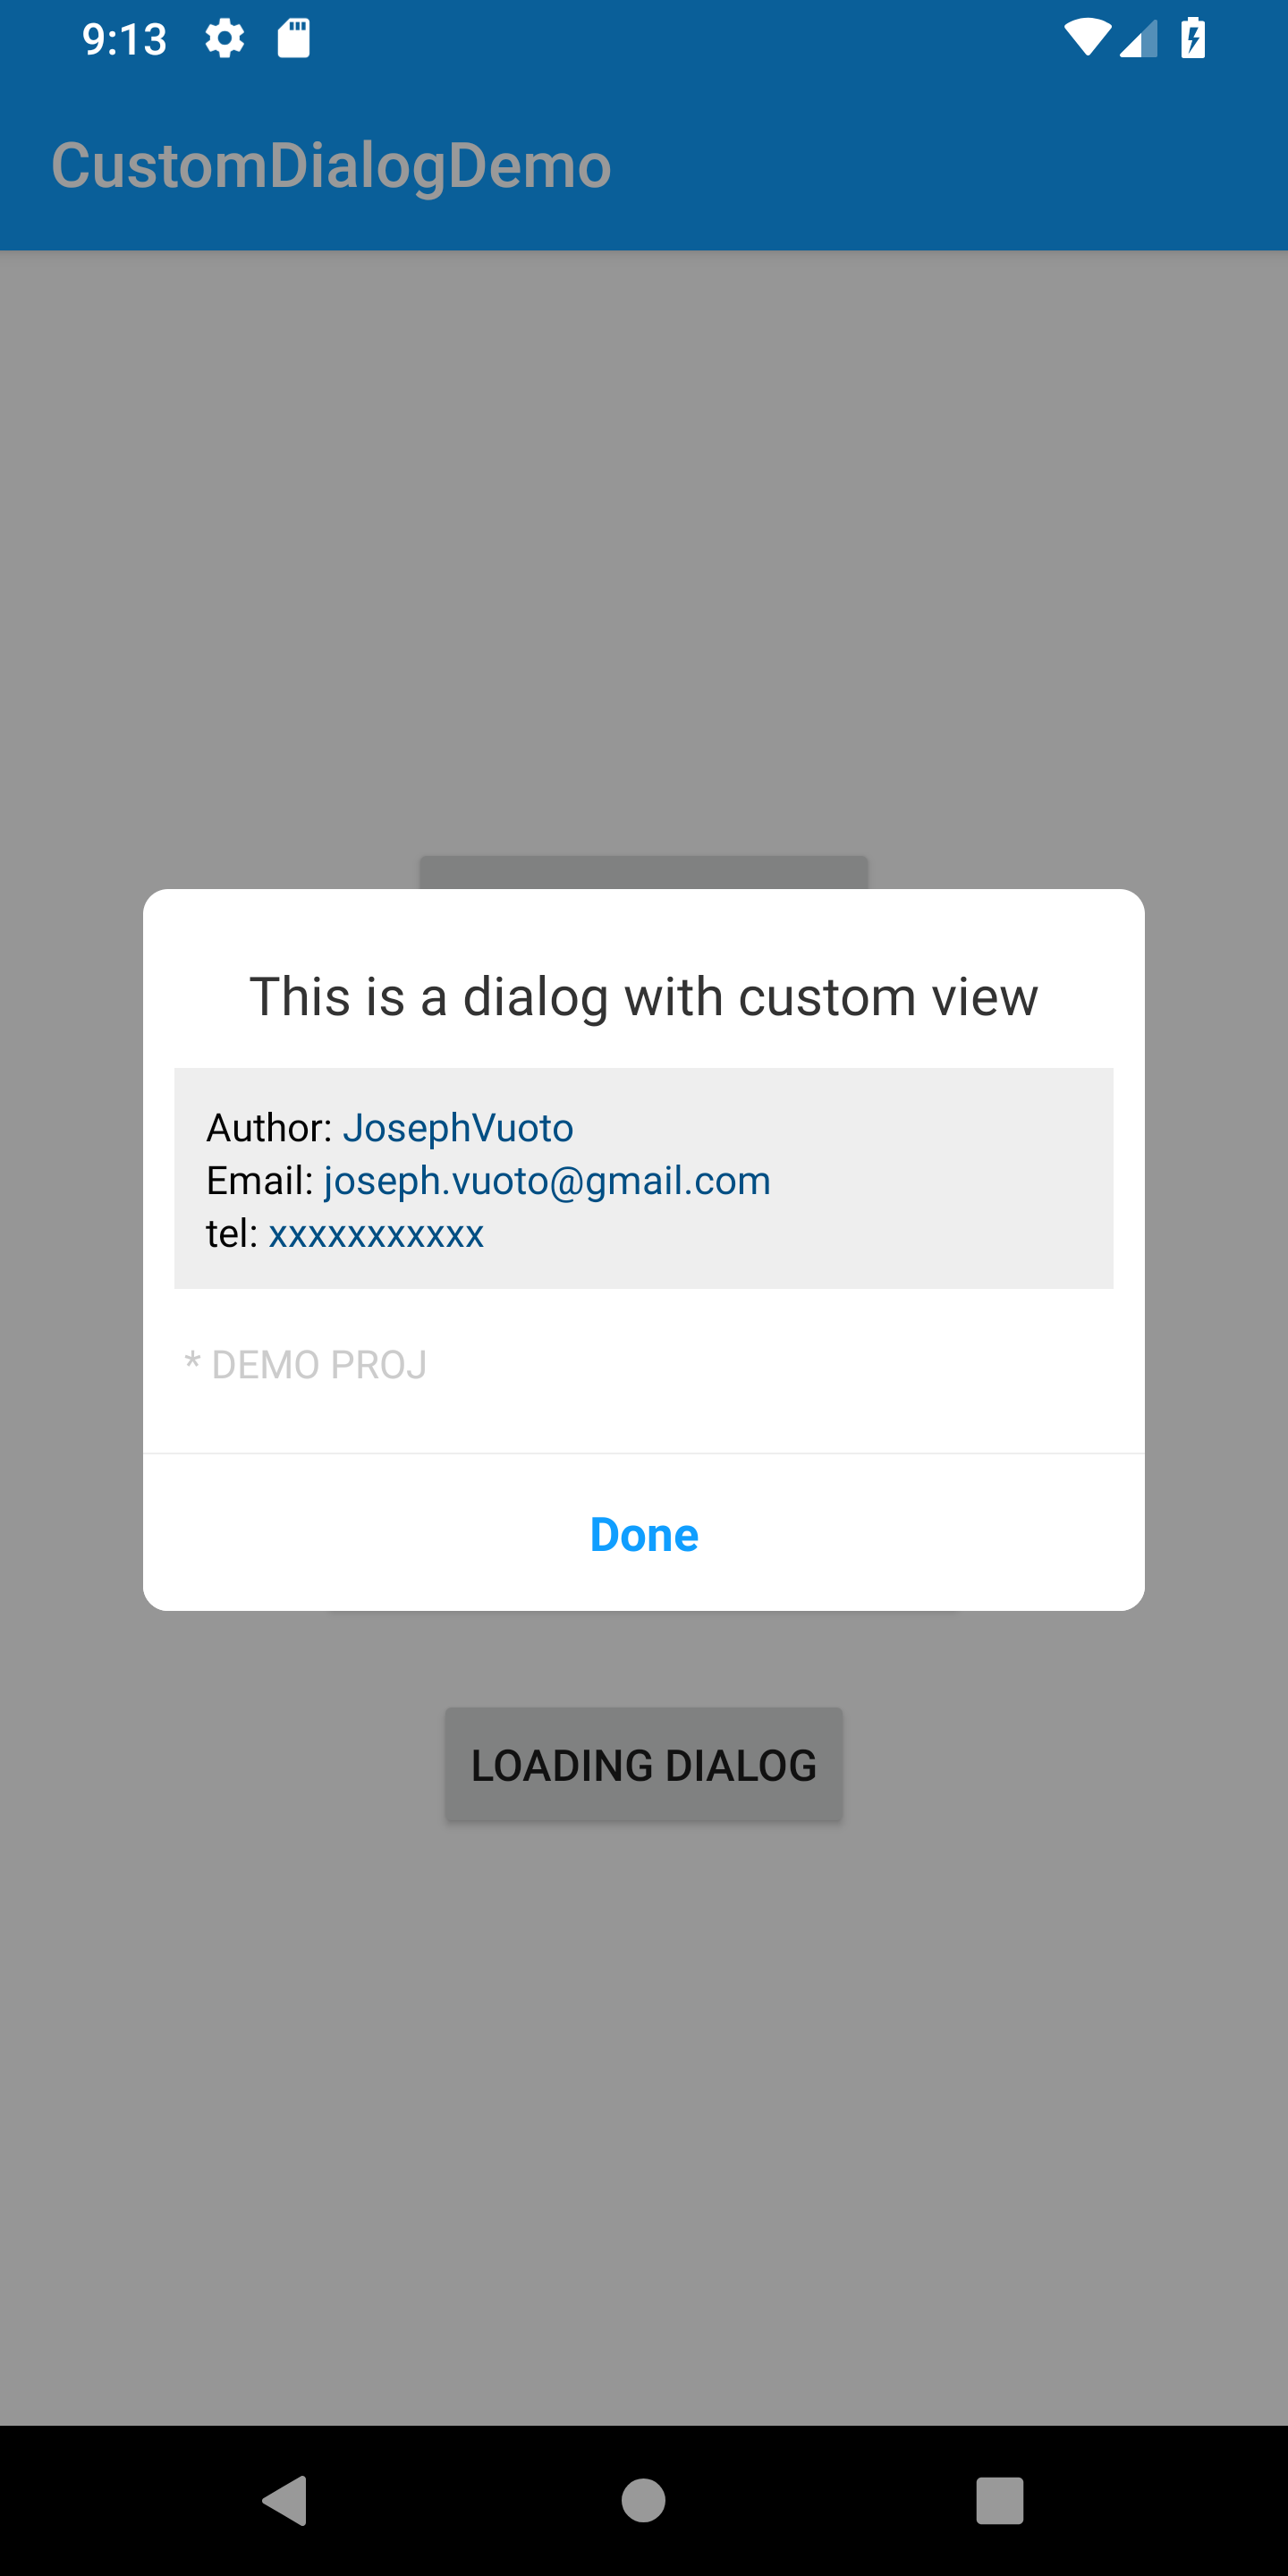 9:13
CustomDialogDemo
This is a dialog with custom view
Author: JosephVuoto
Email: joseph.vuoto@gmail.com
tel: xxxxxxxxxxx
* DEMO PROJ
Done
LOADING DIALOG